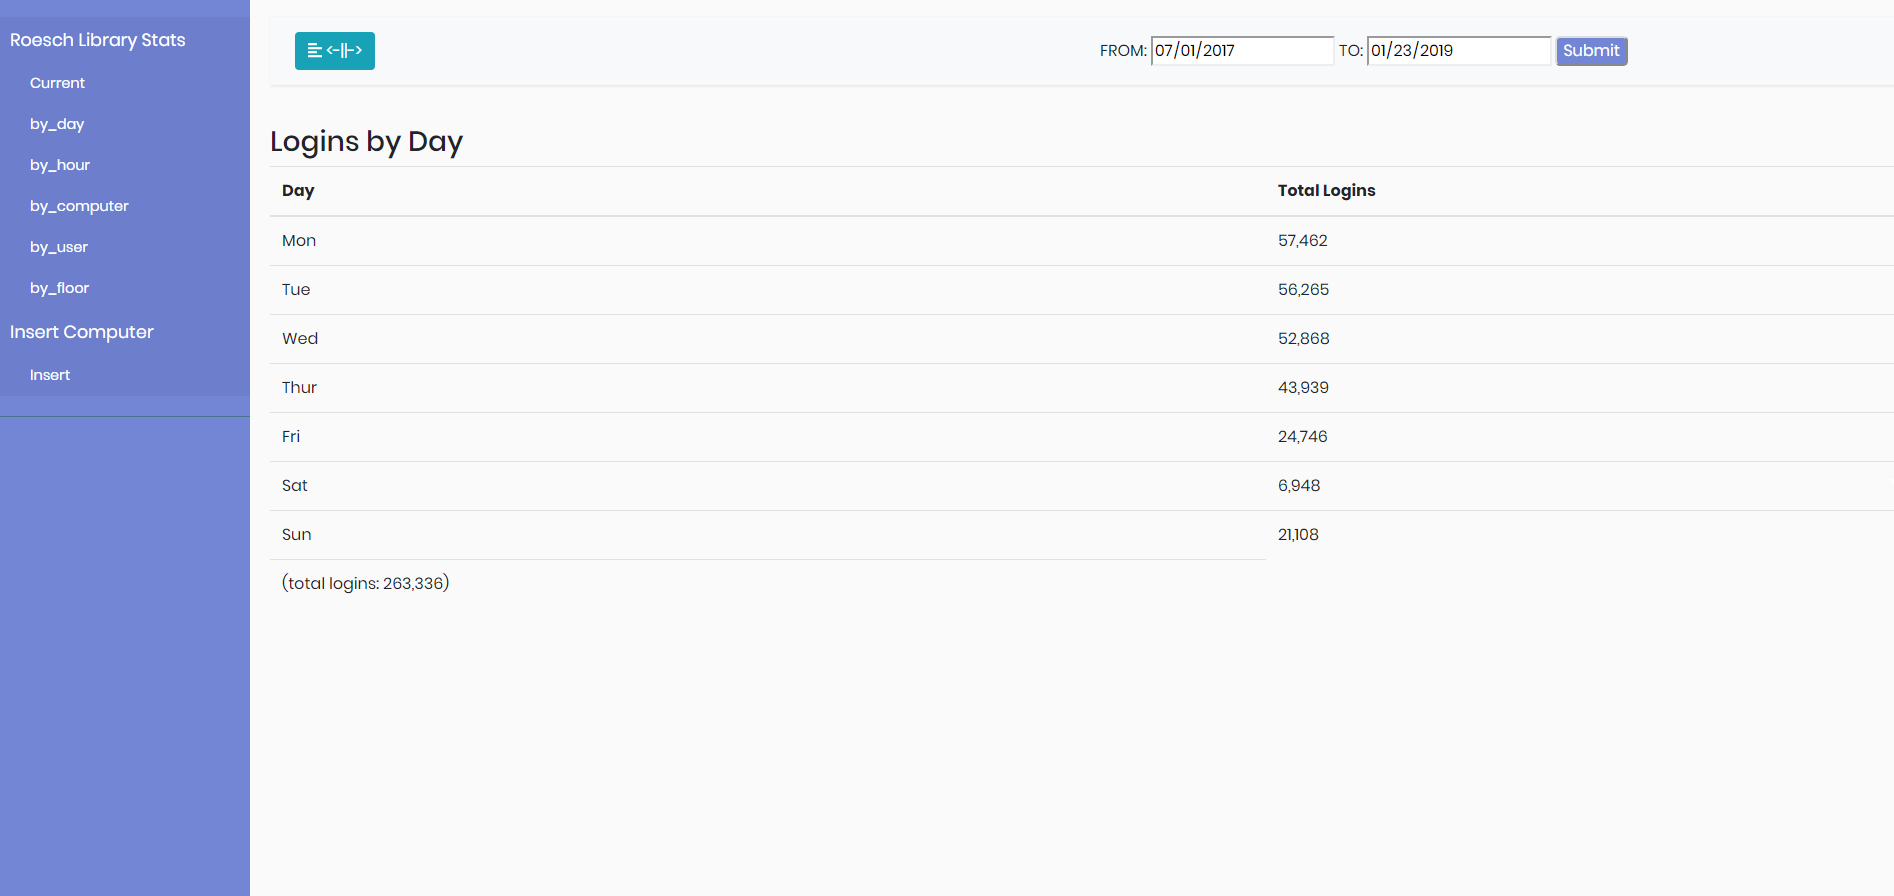 Roesch Library Stats
Current
by_day
by_hour
by_computer
by_user
by_floor
Insert Computer
Insert
<-||-> FROM: 07/01/2017 TO: 01/23/2019 Submit
Logins by Day
Day Total Logins
Mon 57,462
Tue 56,265
Wed 52,868
Thur 43,939
Fri 24,746
Sat 6,948
Sun 21,108
(total logins: 263,336)